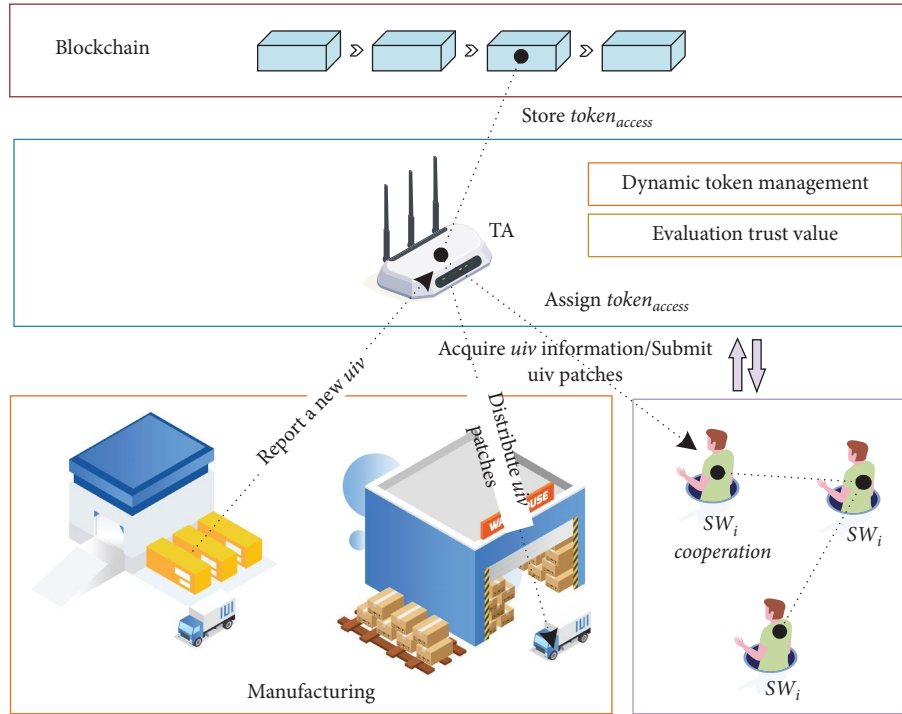 Blockchain
Store token_access
Dynamic token management
TA
Evaluation trust value
Assign token_access
Acquire uiv information/Submit
uiv patches
Report a new uiv
Distribute uiv
patches
SW_i
cooperation
SW_i
SW_i
Manufacturing